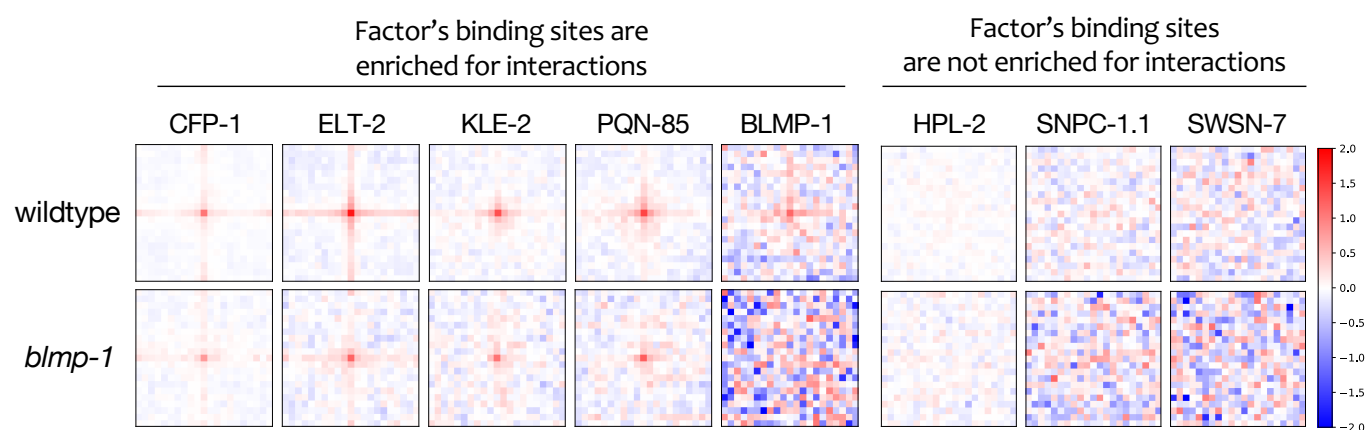 Factor’s binding sites are
enriched for interactions
Factor’s binding sites
are not enriched for interactions
CFP-1 ELT-2 KLE-2 PQN-85 BLMP-1 HPL-2 SNPC-1.1 SWSN-7
wildtype
blmp-1
2.0
1.5
1.0
0.5
0.0
−0.5
−1.0
−1.5
−2.0